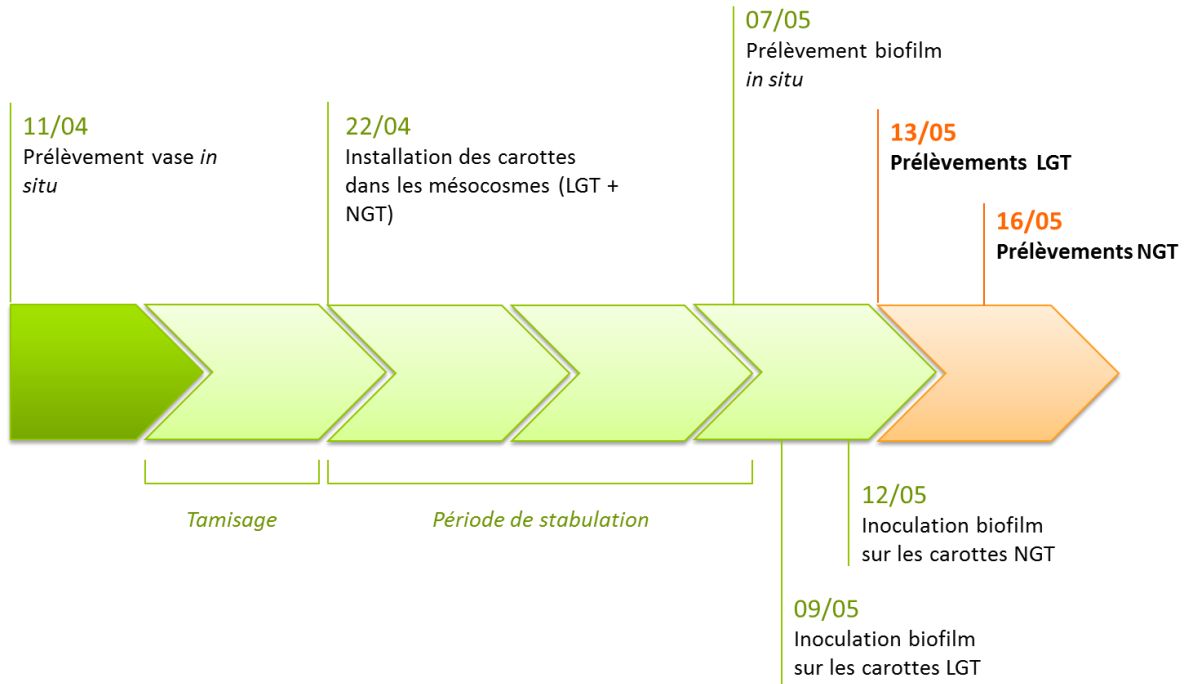 07/05
Prélèvement biofilm
in situ
11/04
Prélèvement vase in
situ
22/04
Installation des carottes
dans les mésocosmes (LGT +
NGT)
13/05
Prélèvements LGT
16/05
Prélèvements NGT
Tamisage
Période de stabulation
12/05
Inoculation biofilm
sur les carottes NGT
09/05
Inoculation biofilm
sur les carottes LGT